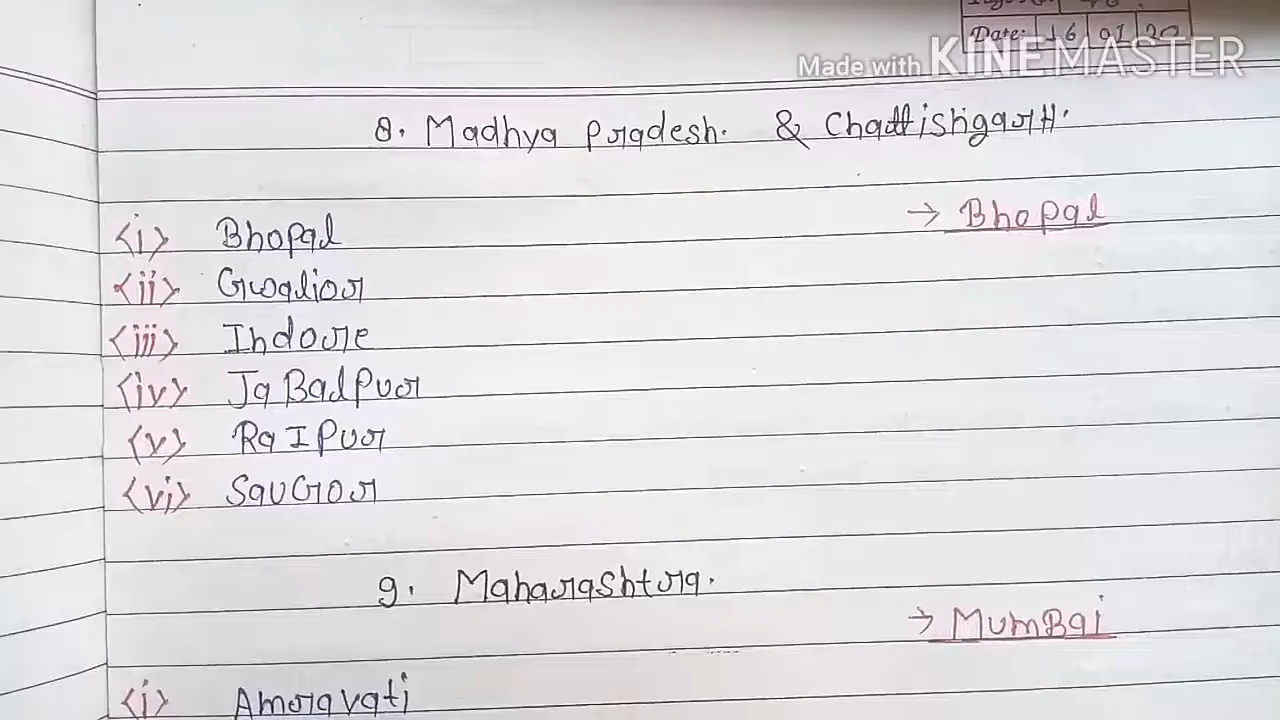 Date: 16 01 20
Made with KINEMASTER
8. Madhya Pradesh. & Chattishgarh.
→ Bhopal
<i> Bhopal
<ii> Gwalior
<iii> Indore
<iv> JaBalPur
<v> RaIPur
<vi> SauGor
9. Maharashtra.
→ MumBai
<i> Amravati